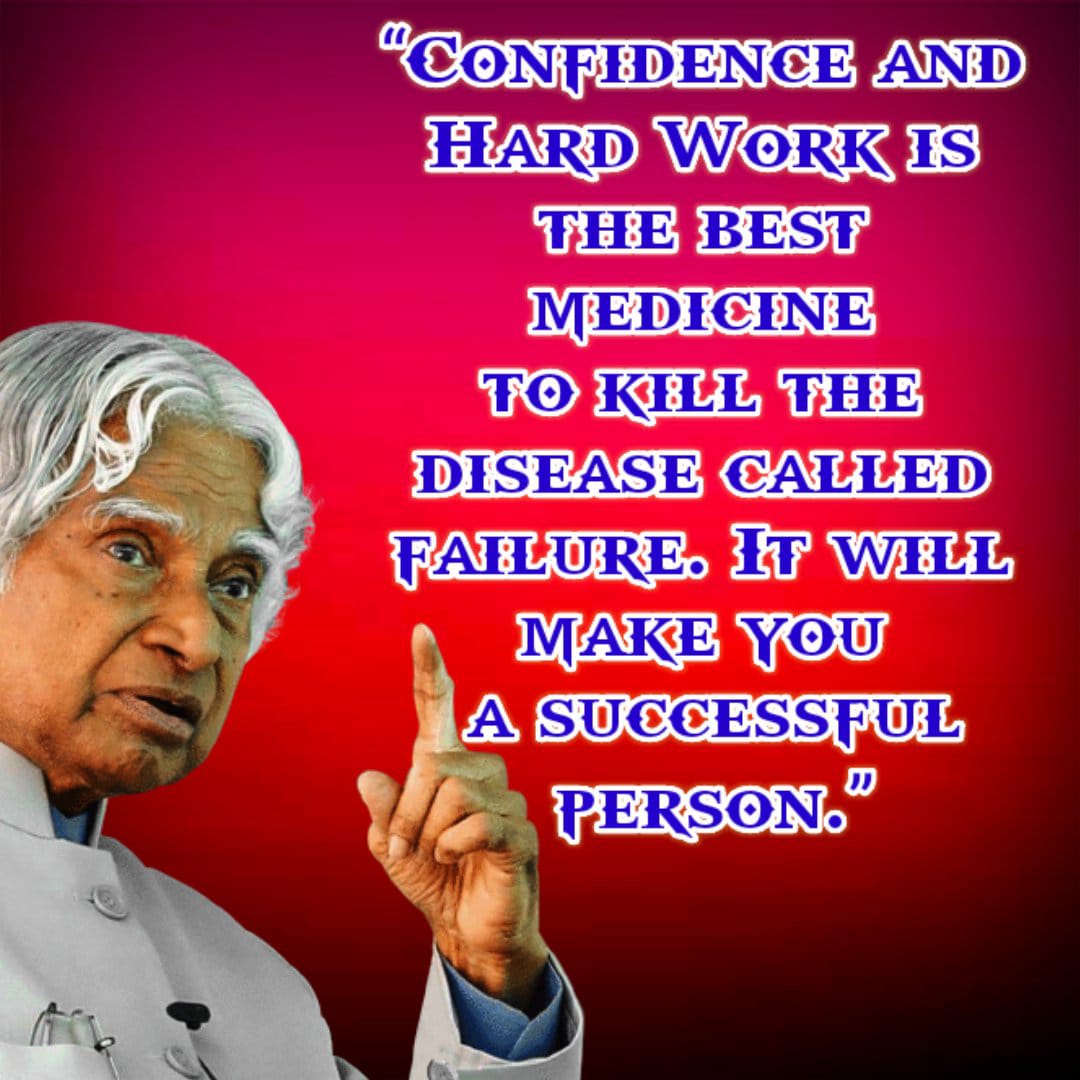 “Confidence and
Hard Work is
the best
medicine
to kill the
disease called
failure. It will
make you
a successful
person.”